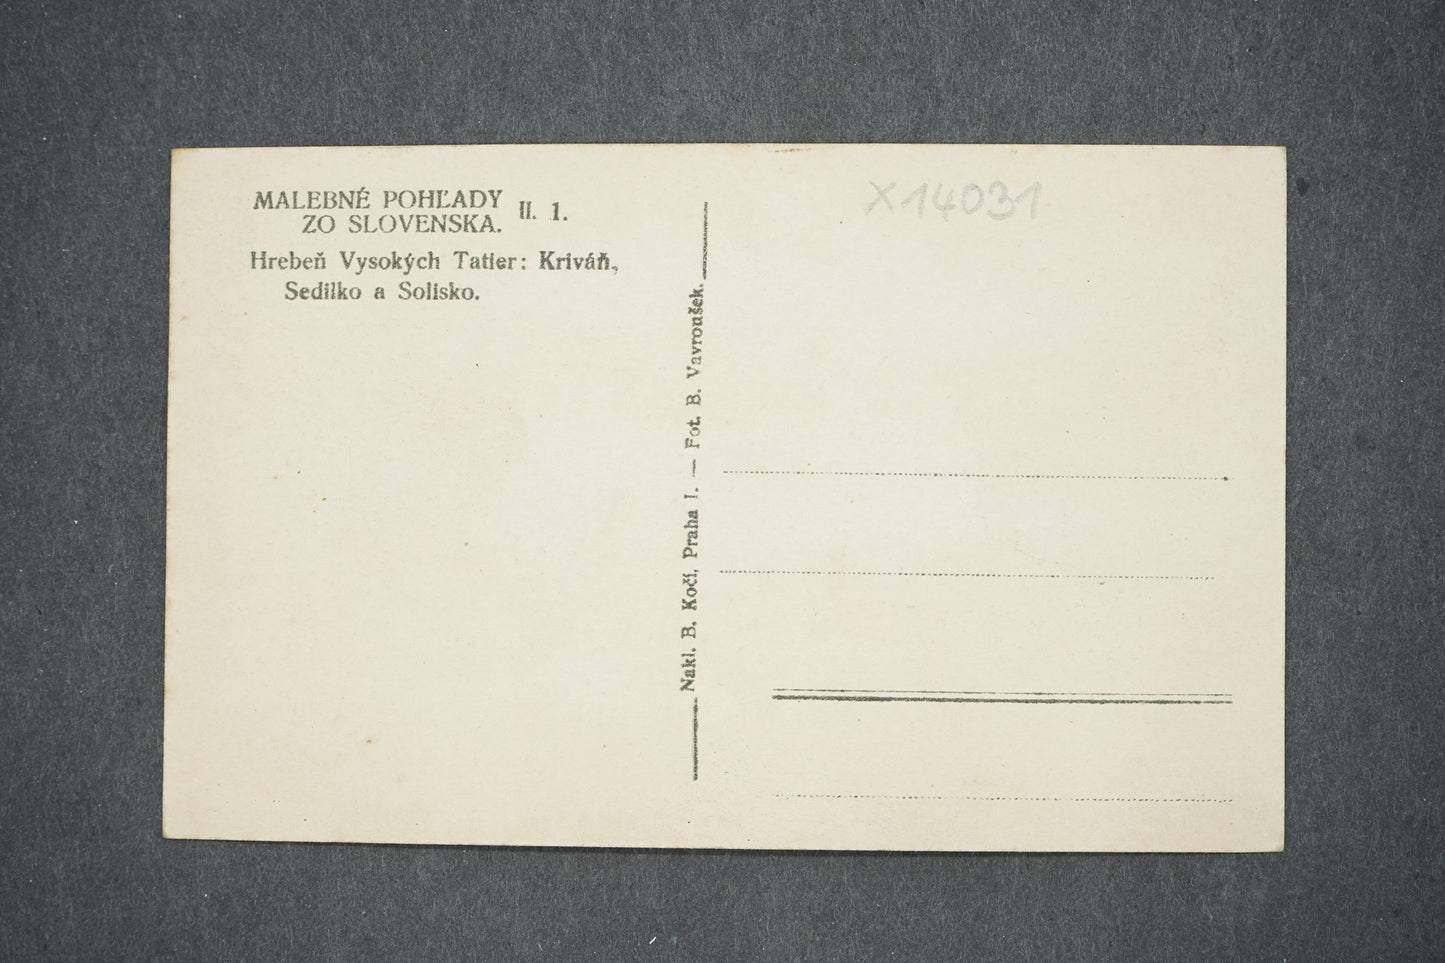 MALEBNÉ POHĽADY
ZO SLOVENSKA. II. 1.
Hrebeň Vysokých Tatier: Kriváň,
Sedilko a Solisko.
Nakl. B. Kočí, Praha I. — Fot. B. Vavroušek.
X14031